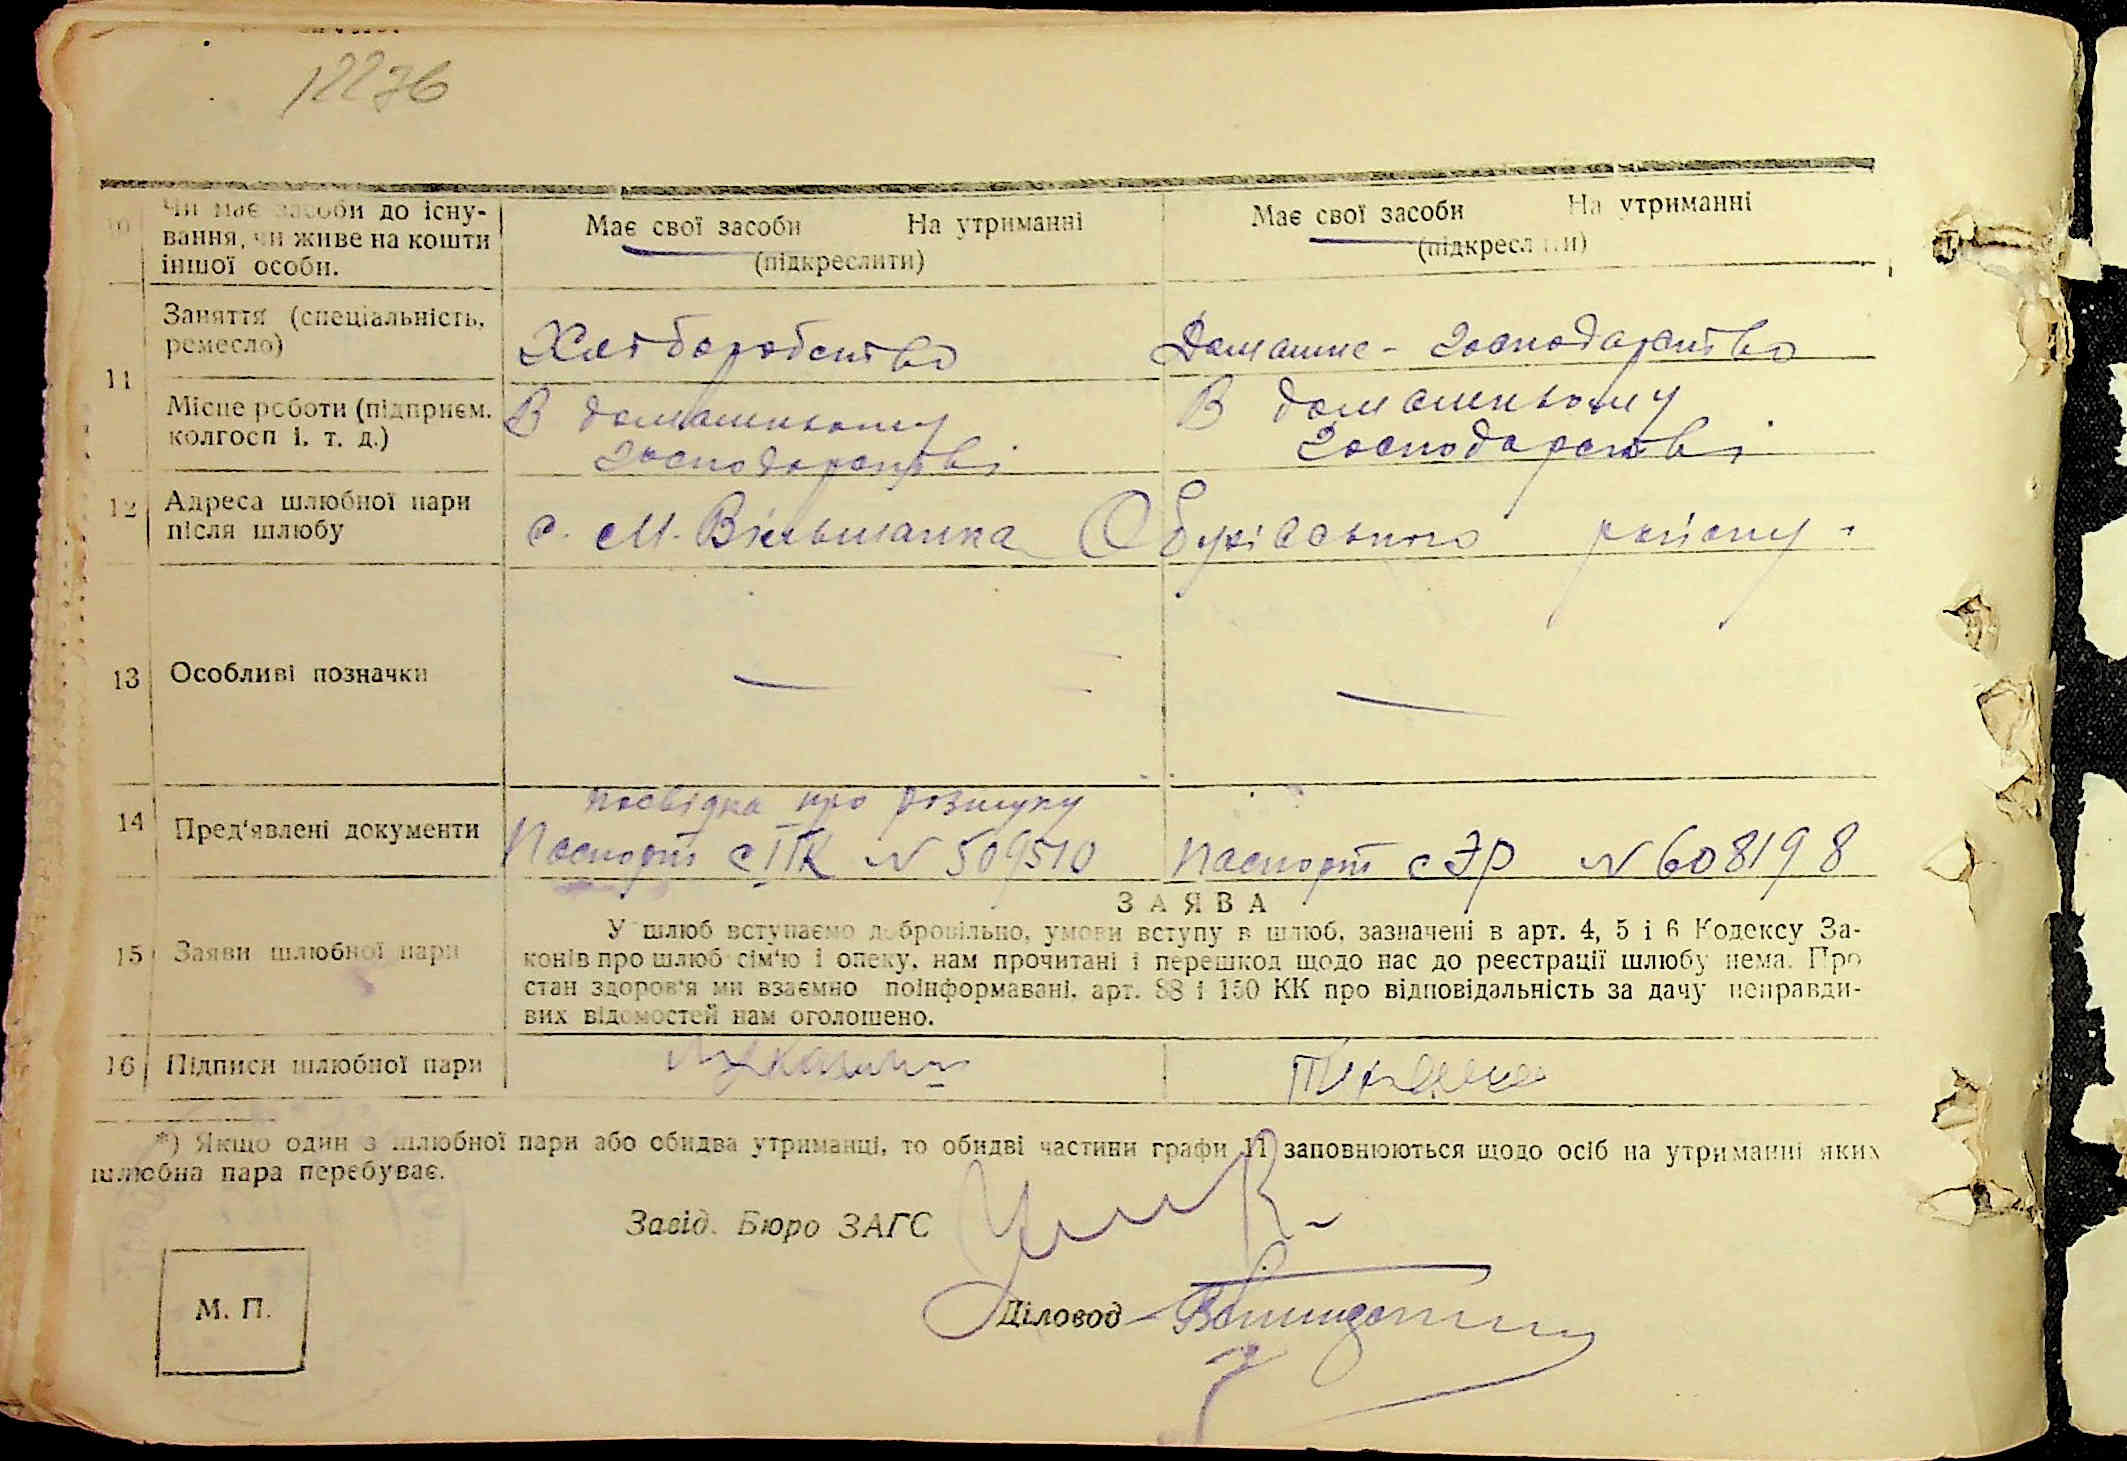 12276
10 Чи має засоби до існу-
вання, чи живе на кошти
іншої особи.
Має свої засоби На утриманні
(підкреслити)
Має свої засоби На утриманні
(підкреслити)
11
Заняття (спеціальність,
ремесло)
Хліборобство
Домашнє - господарство
Місце роботи (підприєм.
колгосп і. т. д.)
В домашньому
господарстві
В домашньому
господарстві
12 Адреса шлюбної пари
після шлюбу
с. М. Вільшанка Обухівського району
13 Особливі позначки
— —
14 Пред'явлені документи
посвідка про розлуку
Паспорт с ПК № 509510
Паспорт с ЭР № 608198
15 Заяви шлюбної пари
ЗАЯВА
У шлюб вступаємо добровільно, умови вступу в шлюб, зазначені в арт. 4, 5 і 6 Кодексу За-
конів про шлюб сім'ю і опеку, нам прочитані і перешкод щодо нас до реєстрації шлюбу нема. Про
стан здоров'я ми взаємно поінформавані, арт. 88 і 150 КК про відповідальність за дачу неправди-
вих відомостей нам оголошено.
16 Підписи шлюбної пари
*) Якщо один з шлюбної пари або обидва утриманці, то обидві частини графи 11 заповнюються щодо осіб на утриманні яких
шлюбна пара перебуває.
Завід. Бюро ЗАГС
Діловод
М. П.